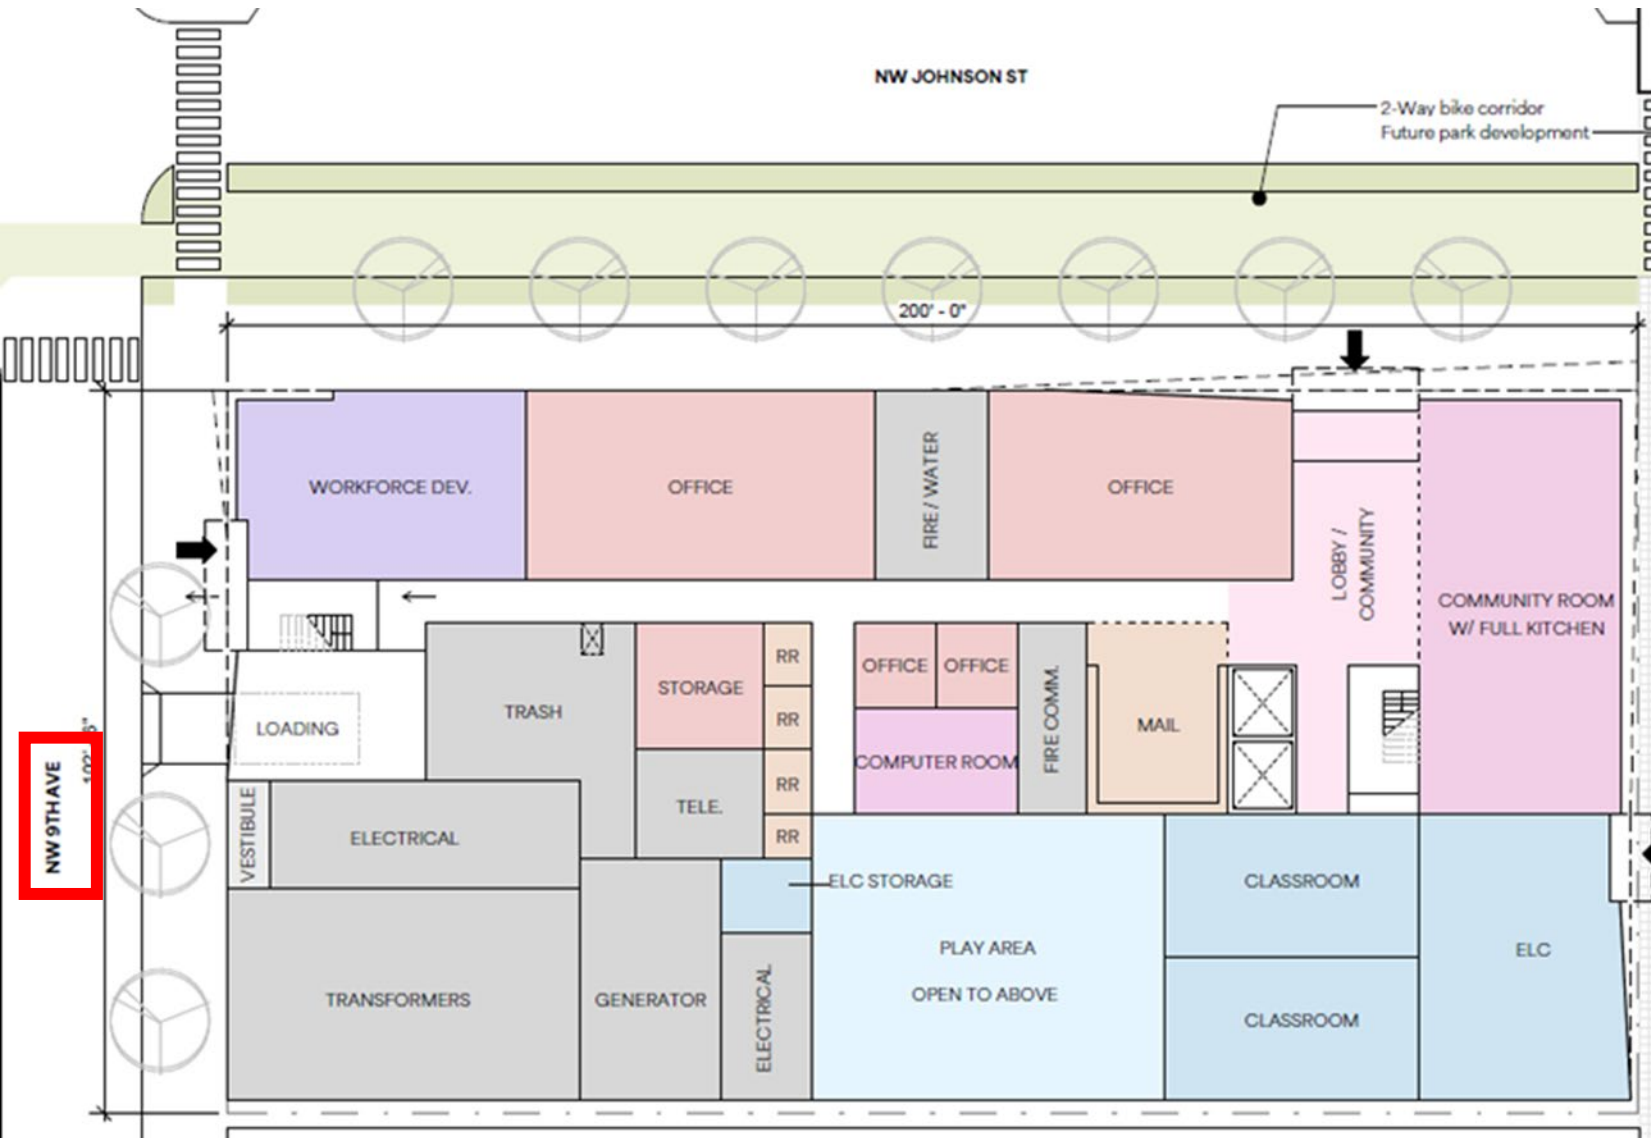 NW JOHNSON ST
2-Way bike corridor
Future park development
200' - 0"
WORKFORCE DEV.
OFFICE
FIRE / WATER
OFFICE
LOBBY /
COMMUNITY
COMMUNITY ROOM
W/ FULL KITCHEN
LOADING
TRASH
STORAGE
RR
RR
RR
RR
TELE.
OFFICE
OFFICE
COMPUTER ROOM
FIRE COMM.
MAIL
NW 9TH AVE
VESTIBULE
ELECTRICAL
ELC STORAGE
CLASSROOM
PLAY AREA
OPEN TO ABOVE
ELC
TRANSFORMERS
GENERATOR
ELECTRICAL
CLASSROOM